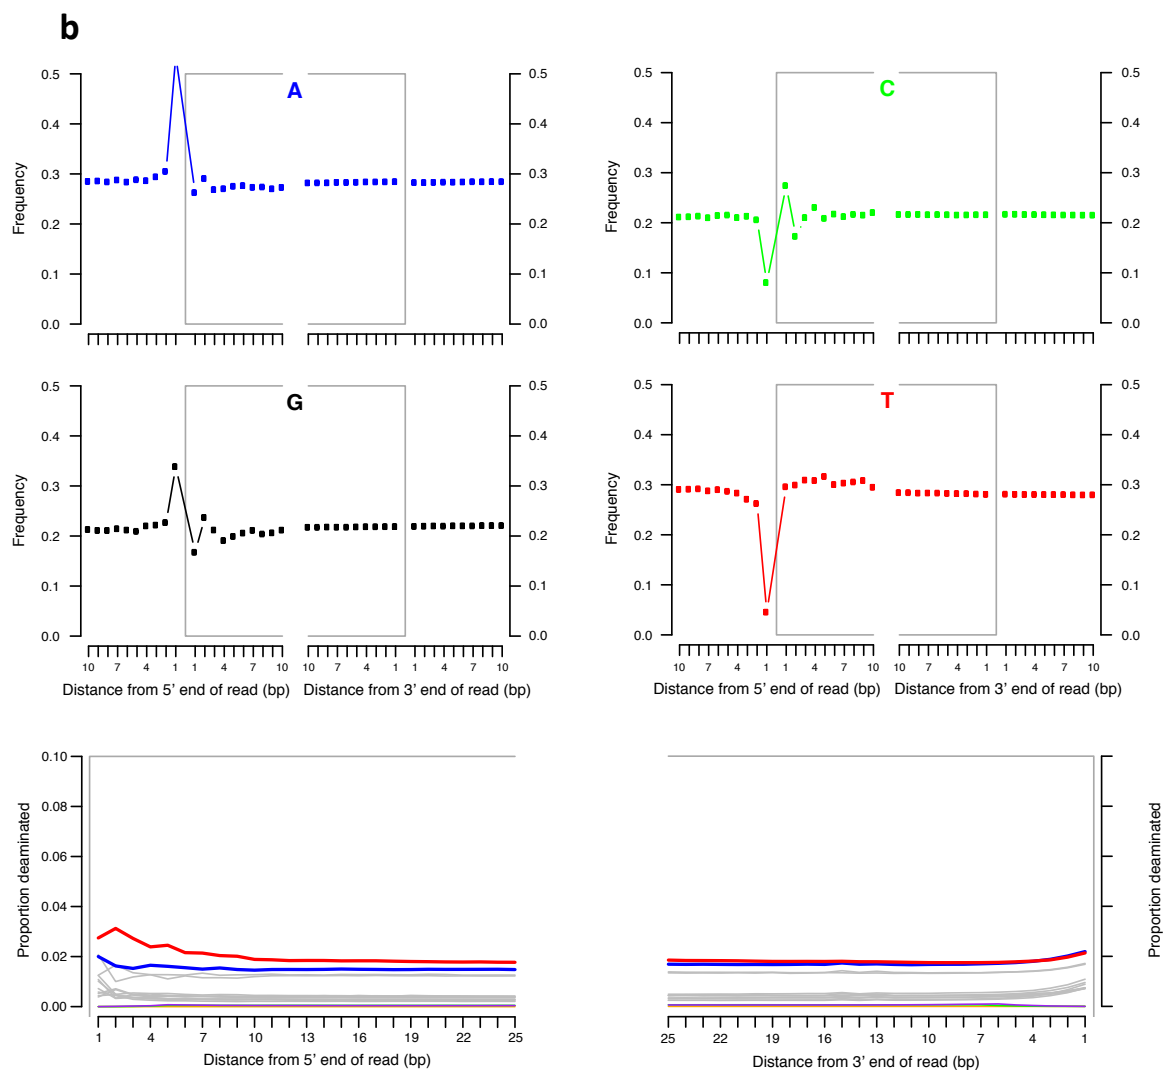 b
A
C
0.5 0.4 0.3 0.2 0.1 0.0
Frequency
0.5 0.4 0.3 0.2 0.1 0.0
0.5 0.4 0.3 0.2 0.1 0.0
Frequency
0.5 0.4 0.3 0.2 0.1 0.0
G
T
0.5 0.4 0.3 0.2 0.1 0.0
Frequency
0.5 0.4 0.3 0.2 0.1 0.0
0.5 0.4 0.3 0.2 0.1 0.0
Frequency
0.5 0.4 0.3 0.2 0.1 0.0
10 7 4 1 1 4 7 10 10 7 4 1 1 4 7 10
Distance from 5' end of read (bp) Distance from 3' end of read (bp)
10 7 4 1 1 4 7 10 10 7 4 1 1 4 7 10
Distance from 5' end of read (bp) Distance from 3' end of read (bp)
0.10 0.08 0.06 0.04 0.02 0.00
Proportion deaminated
1 4 7 10 13 16 19 22 25
Distance from 5' end of read (bp)
25 22 19 16 13 10 7 4 1
Distance from 3' end of read (bp)
Proportion deaminated